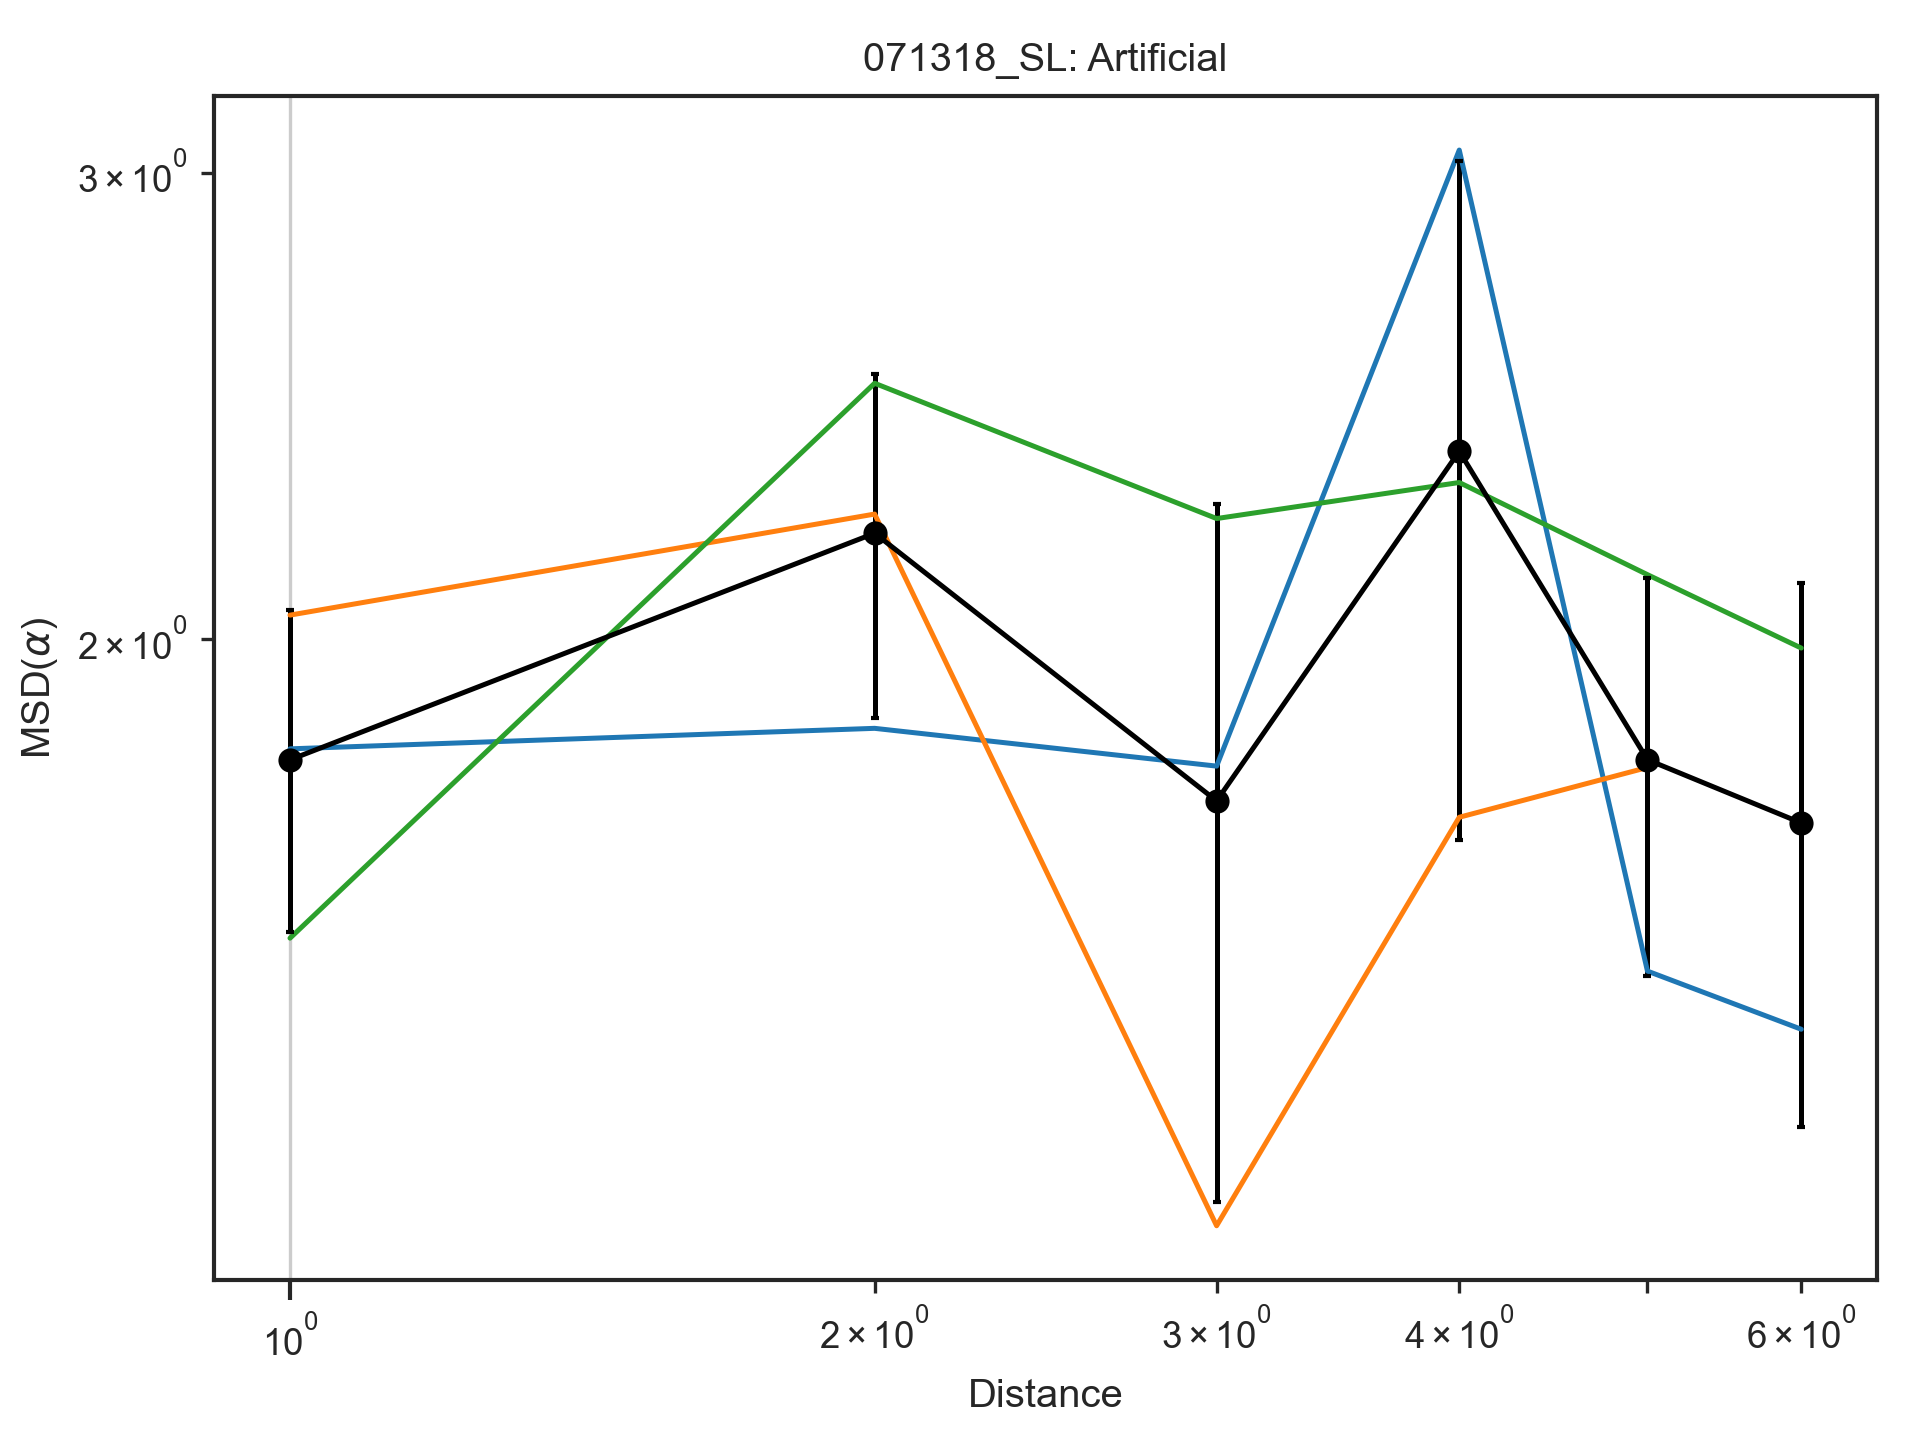 071318_SL: Artificial
3 × 10⁰
2 × 10⁰
MSD(α)
10⁰
2 × 10⁰
3 × 10⁰
4 × 10⁰
6 × 10⁰
Distance